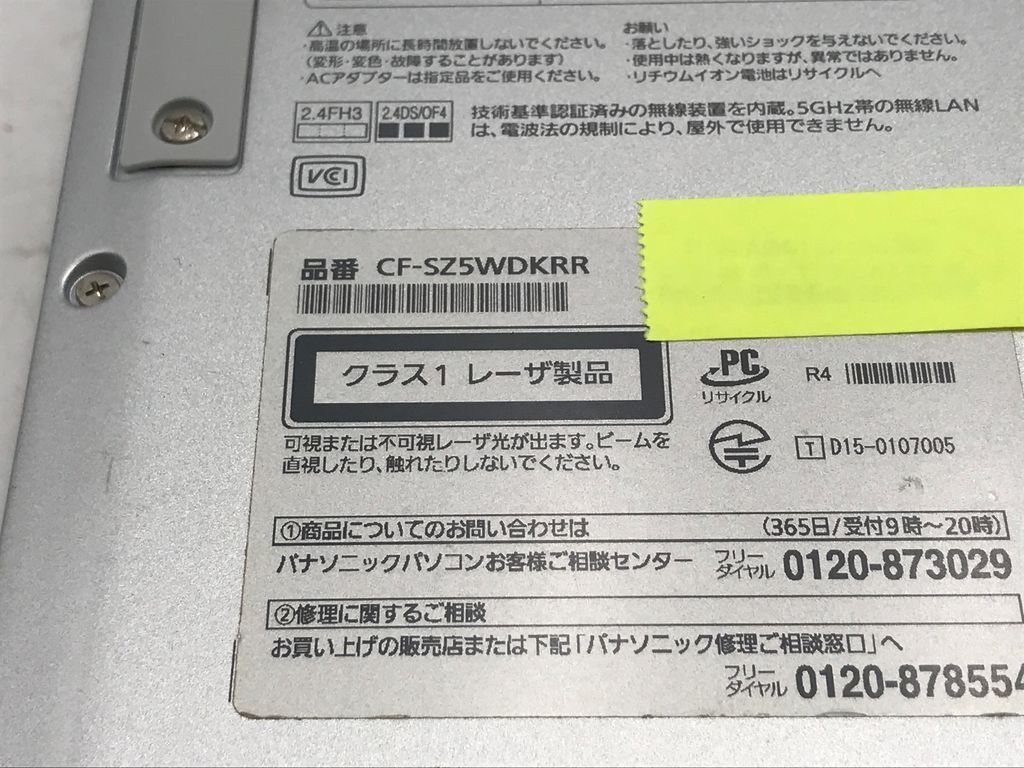 注意
・高温の場所に長時間放置しないでください。
(変形・変色・故障することがあります)
・ACアダプターは指定品をご使用ください。
お願い
・落としたり、強いショックを与えないでください。
・使用中は熱くなりますが、異常ではありません。
・リチウムイオン電池はリサイクルへ
2.4FH3 2.4DS/OF4
技術基準認証済みの無線装置を内蔵。5GHz帯の無線LAN
は、電波法の規制により、屋外で使用できません。
VCI
品番 CF-SZ5WDKRR
クラス1 レーザ製品
可視または不可視レーザ光が出ます。ビームを
直視したり、触れたりしないでください。
PC
リサイクル
R4
T D15-0107005
①商品についてのお問い合わせは (365日/受付9時~20時)
パナソニックパソコンお客様ご相談センター フリーダイヤル 0120-873029
②修理に関するご相談
お買い上げの販売店または下記「パナソニック修理ご相談窓口」へ
フリーダイヤル 0120-878554